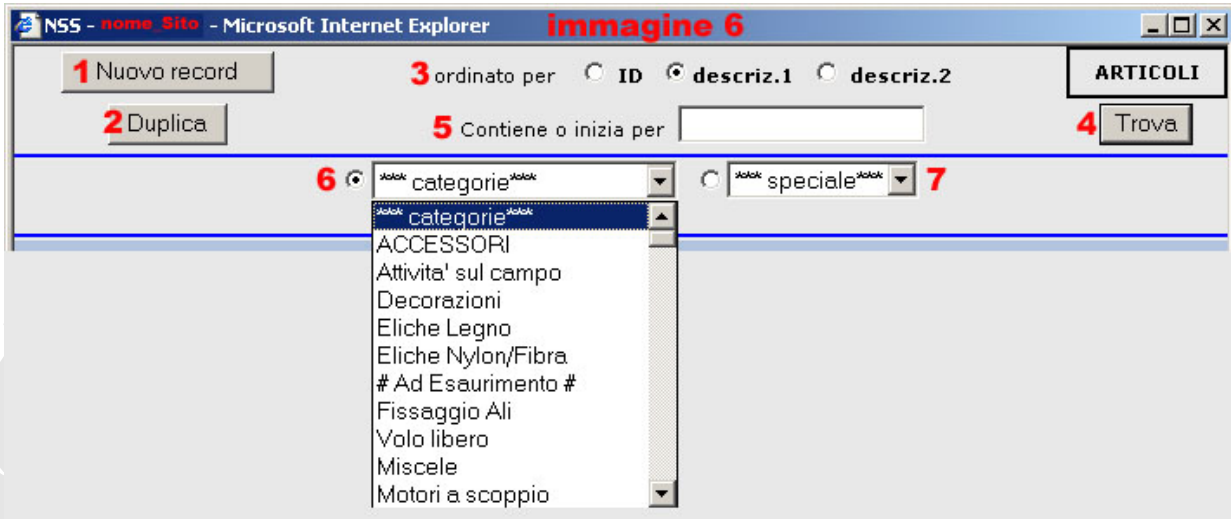 NSS - nome_Sito - Microsoft Internet Explorer immagine 6
1 Nuovo record 3 ordinato per ID descriz.1 descriz.2 ARTICOLI
2 Duplica 5 Contiene o inizia per 4 Trova
6 **** categorie**** **** speciale**** 7
**** categorie****
ACCESSORI
Attivita' sul campo
Decorazioni
Eliche Legno
Eliche Nylon/Fibra
# Ad Esaurimento #
Fissaggio Ali
Volo libero
Miscele
Motori a scoppio